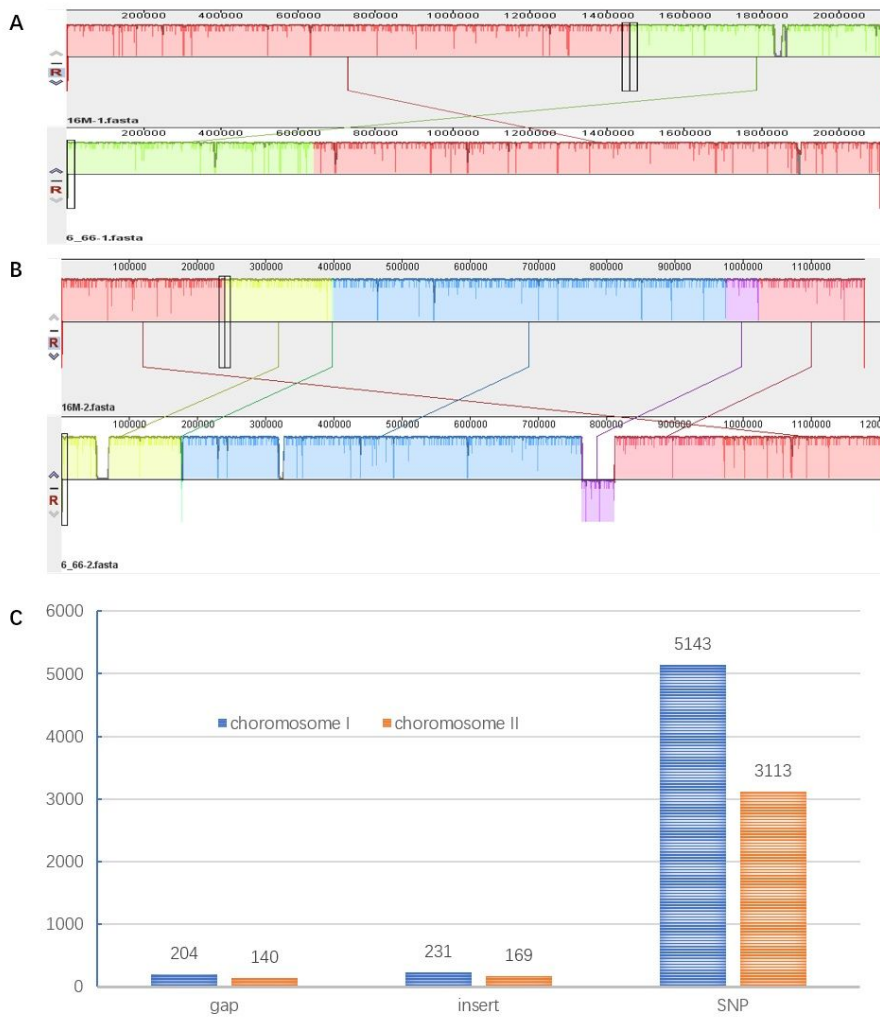 A
200000 400000 600000 800000 1000000 1200000 1400000 1600000 1800000 2000000
R
16M-1.fasta
200000 400000 600000 800000 1000000 1200000 1400000 1600000 1800000 2000000
R
6_66-1.fasta
B
100000 200000 300000 400000 500000 600000 700000 800000 900000 1000000 1100000
R
16M-2.fasta
100000 200000 300000 400000 500000 600000 700000 800000 900000 1000000 1100000 1200
R
6_66-2.fasta
C
6000
5143
5000
choromosome I choromosome II
4000
3113
3000
2000
1000
204 140 231 169
0
gap insert SNP